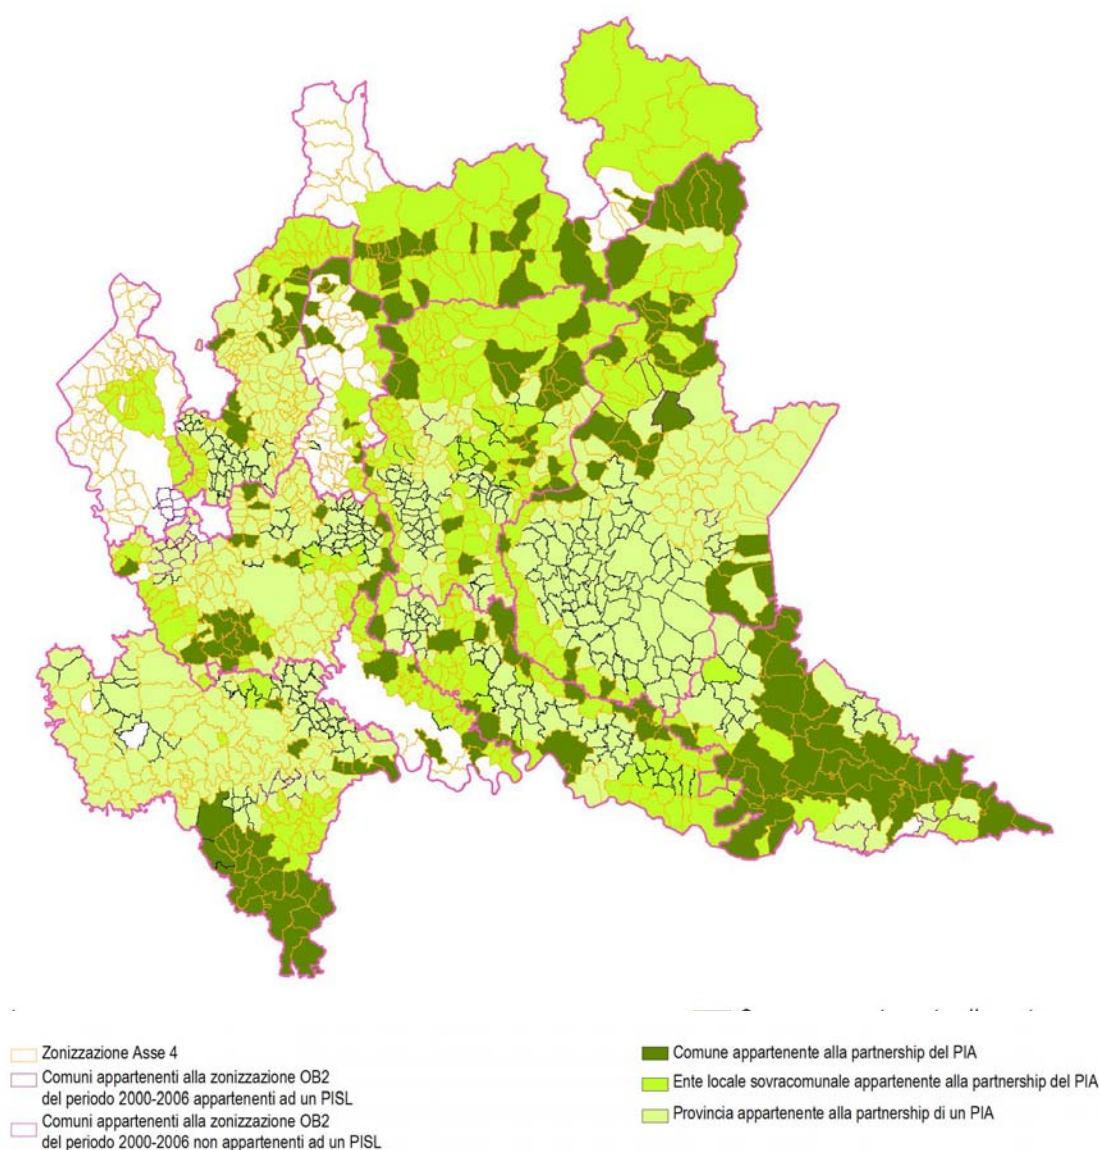 Zonizzazione Asse 4
Comuni appartenenti alla zonizzazione OB2
del periodo 2000-2006 appartenenti ad un PISL
Comuni appartenenti alla zonizzazione OB2
del periodo 2000-2006 non appartenenti ad un PISL
Comune appartenente alla partnership del PIA
Ente locale sovracomunale appartenente alla partnership del PIA
Provincia appartenente alla partnership di un PIA